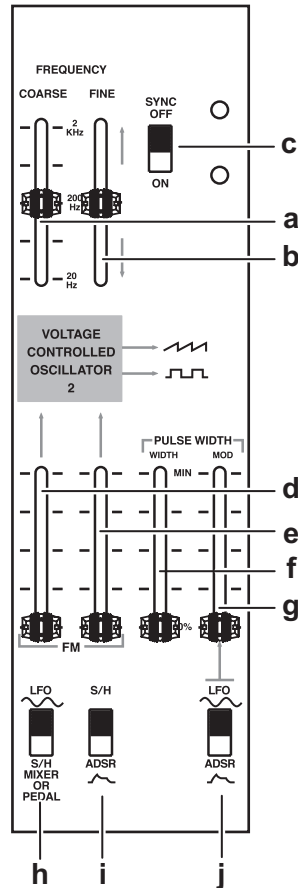 FREQUENCY
COARSE FINE
SYNC
OFF
2
KHz
c
ON
200
Hz
a
b
20
Hz
VOLTAGE
CONTROLLED
OSCILLATOR
2
PULSE WIDTH
WIDTH MOD
MIN
d
e
f
g
FM
LFO S/H LFO
S/H ADSR ADSR
MIXER
OR
PEDAL
h i j